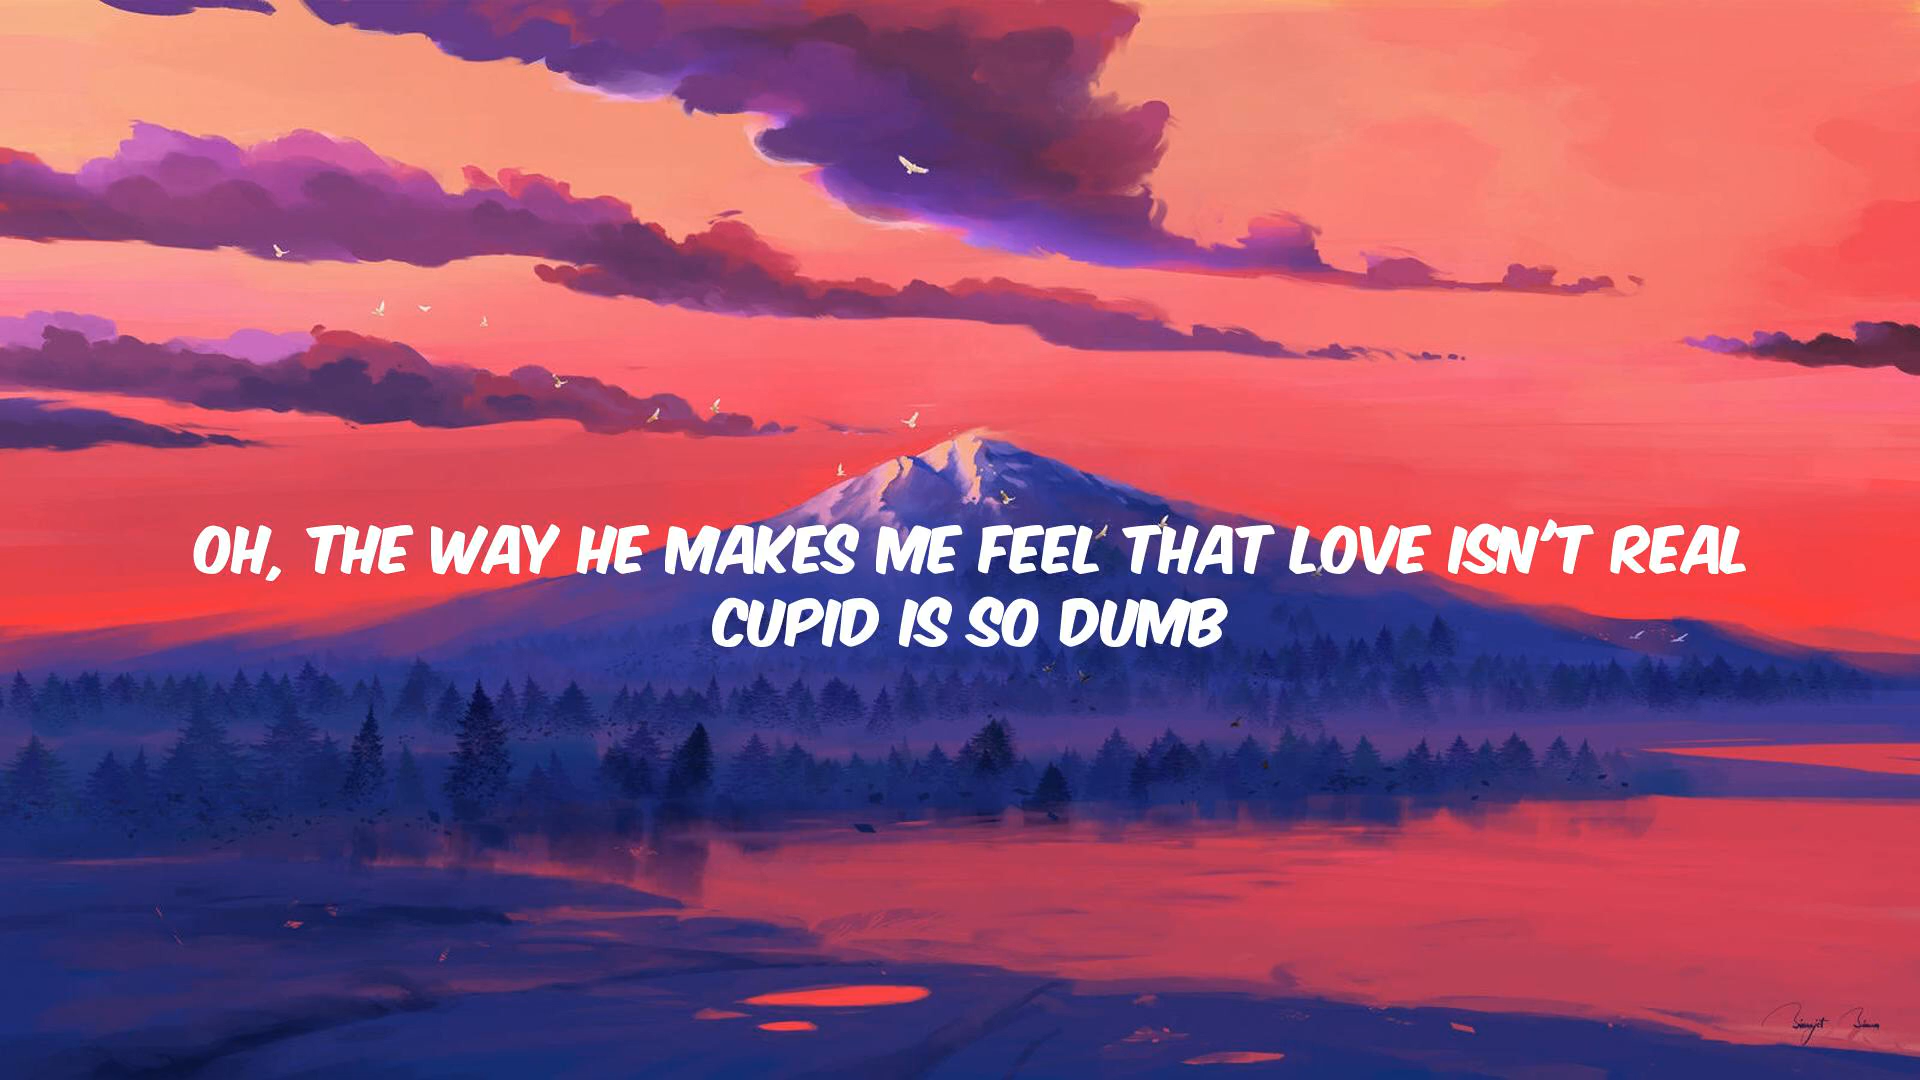 OH, THE WAY HE MAKES ME FEEL THAT LOVE ISN'T REAL
CUPID IS SO DUMB